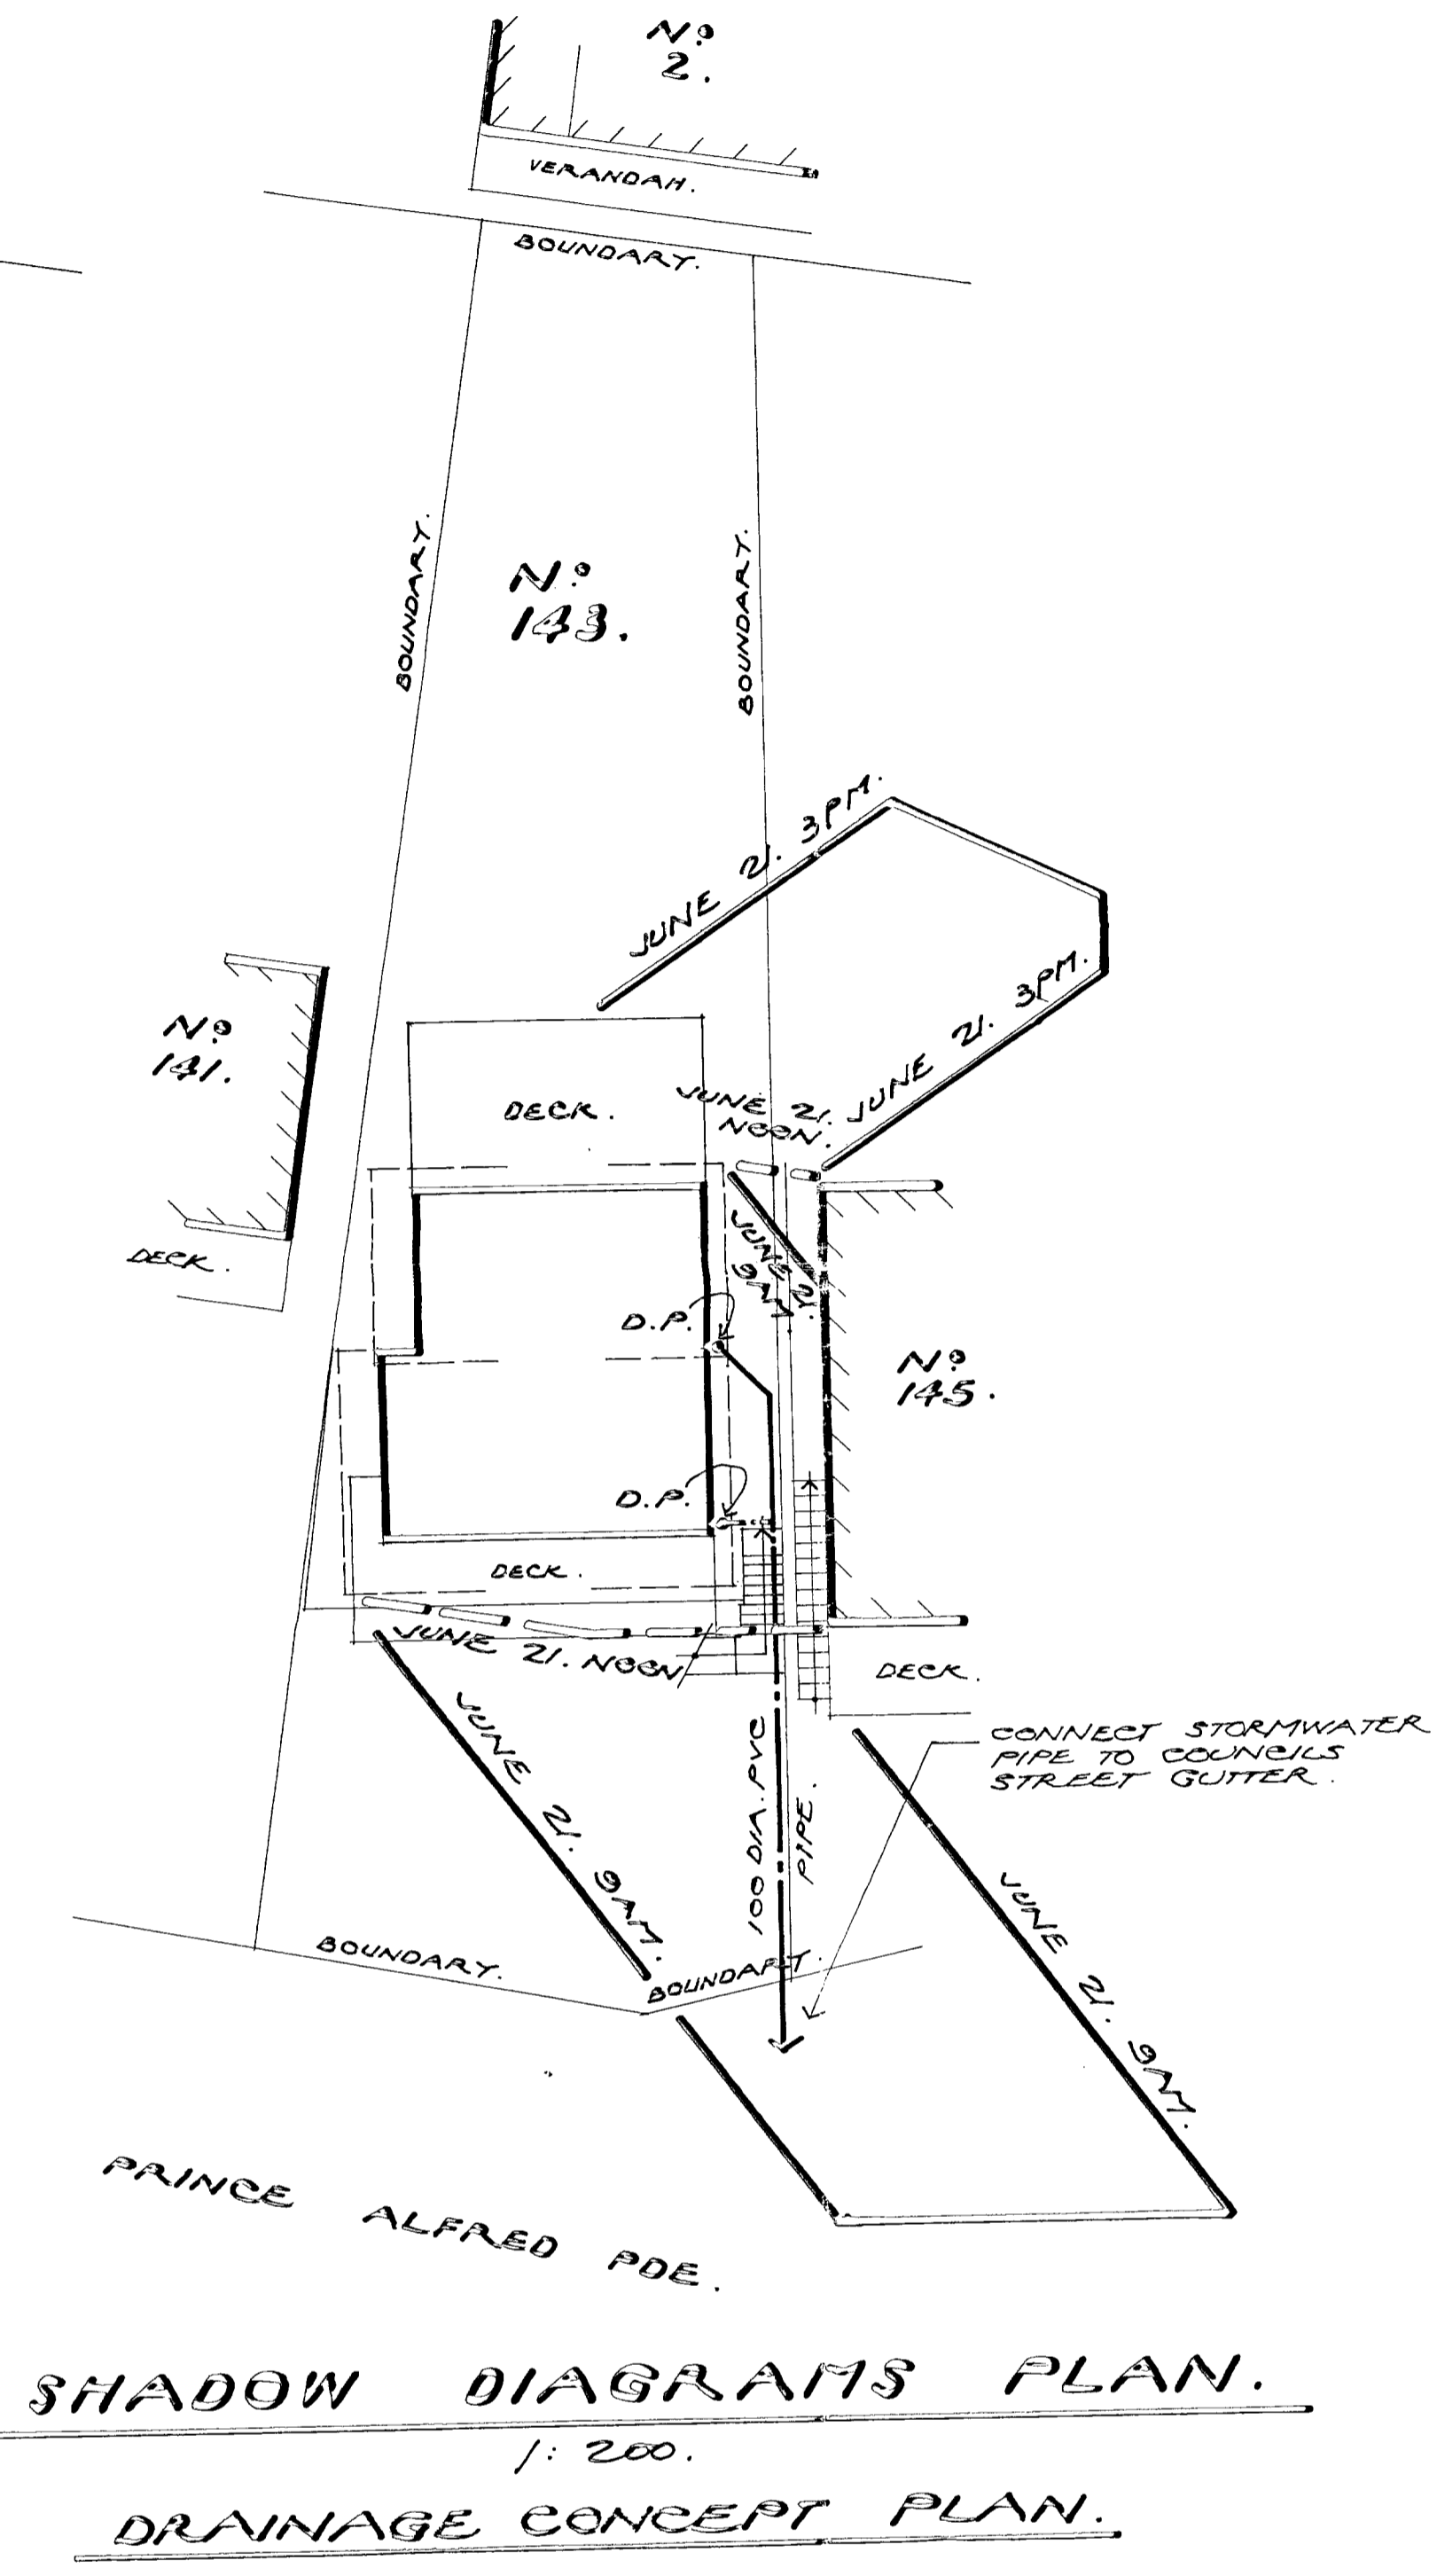 Nº
2.
VERANDAH.
BOUNDARY.
BOUNDARY.
Nº
143.
BOUNDARY.
JUNE 21. 3PM.
JUNE 21. 3PM.
Nº
141.
DECK.
DECK.
JUNE 21.
NOON.
JUNE 21.
9AM.
D.P.
Nº
145.
D.P.
DECK.
JUNE 21. NOON
DECK.
JUNE 21. 9AM.
100 DIA. PVC
PIPE.
CONNECT STORMWATER
PIPE TO COUNCILS
STREET GUTTER.
JUNE 21. 9AM.
BOUNDARY.
BOUNDARY.
PRINCE ALFRED PDE.
SHADOW DIAGRAMS PLAN.
1:200.
DRAINAGE CONCEPT PLAN.